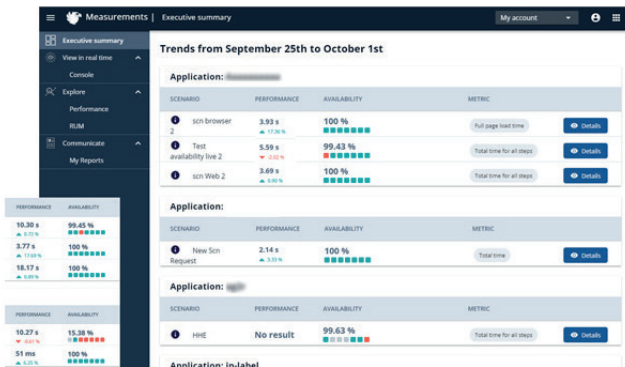 Measurements | Executive summary
My account
Executive summary
View in real time
Console
Explore
Performance
RUM
Communicate
My Reports
Trends from September 25th to October 1st
Application:
SCENARIO PERFORMANCE AVAILABILITY METRIC
scn browser 3.93 s 100 % Full page load time Details
2 17.36 %
Test 5.59 s 99.43 % Total time for all steps Details
availability live 2 -2.02 %
scn Web 2 3.69 s 100 % Total time for all steps Details
Application:
SCENARIO PERFORMANCE AVAILABILITY METRIC
New Scn 2.14 s 100 % Total time Details
Request
Application:
SCENARIO PERFORMANCE AVAILABILITY METRIC
HHE No result 99.63 % Total time for all steps Details
Application: in-label
PERFORMANCE AVAILABILITY
10.30 s 99.45 %
3.77 s 100 %
17.69 %
18.17 s 100 %
PERFORMANCE AVAILABILITY
10.27 s 15.38 %
51 ms 100 %